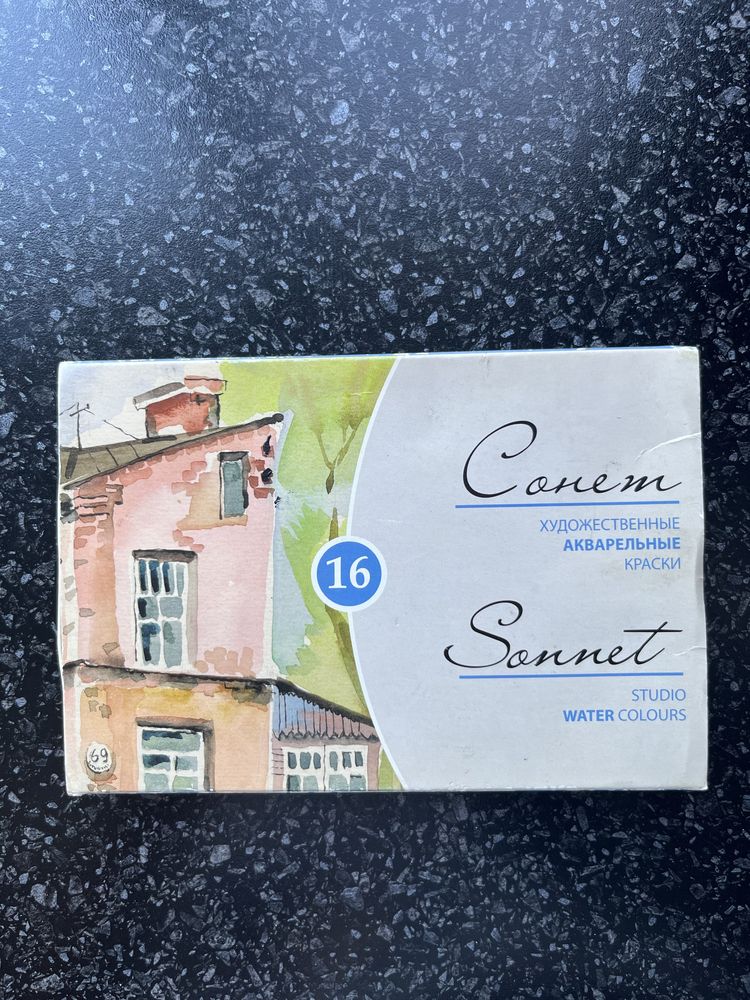 Сонет
ХУДОЖЕСТВЕННЫЕ
АКВАРЕЛЬНЫЕ
КРАСКИ
16
Sonnet
STUDIO
WATER COLOURS
69